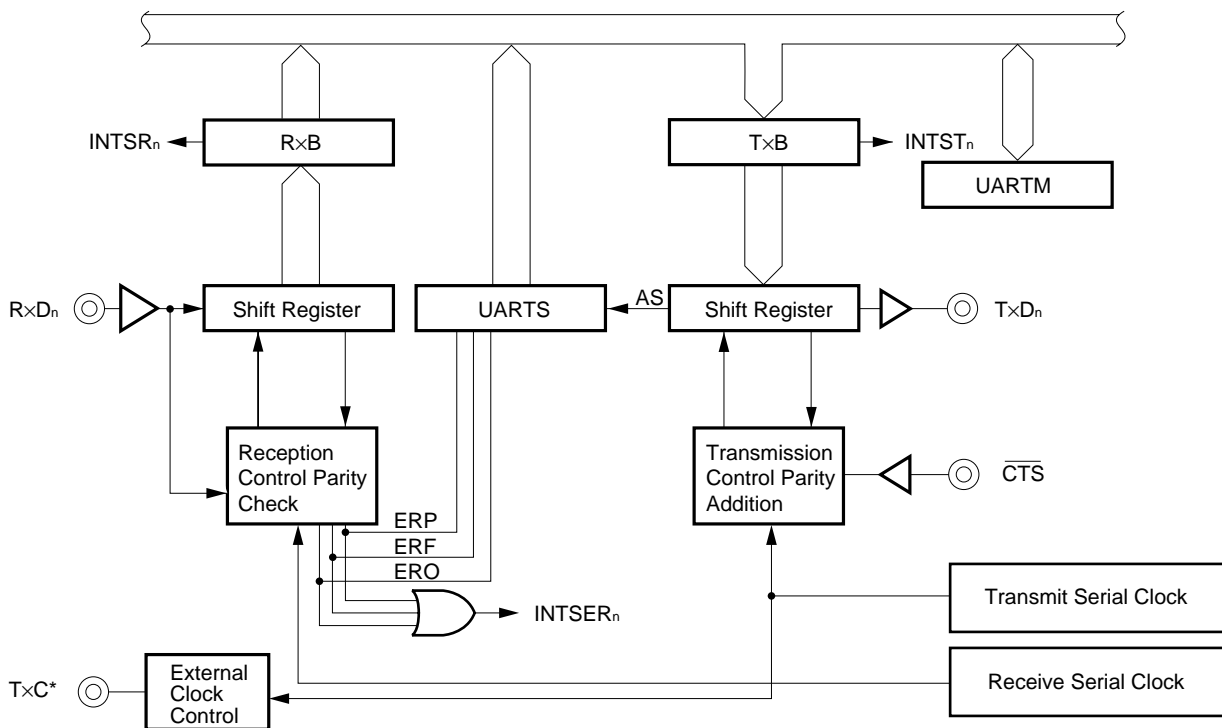 INTSRn
R×B
T×B
INTSTn
UARTM
R×Dn
Shift Register
UARTS
AS
Shift Register
T×Dn
Reception
Control Parity
Check
Transmission
Control Parity
Addition
CTS
ERP
ERF
ERO
INTSERn
Transmit Serial Clock
T×C*
External
Clock
Control
Receive Serial Clock